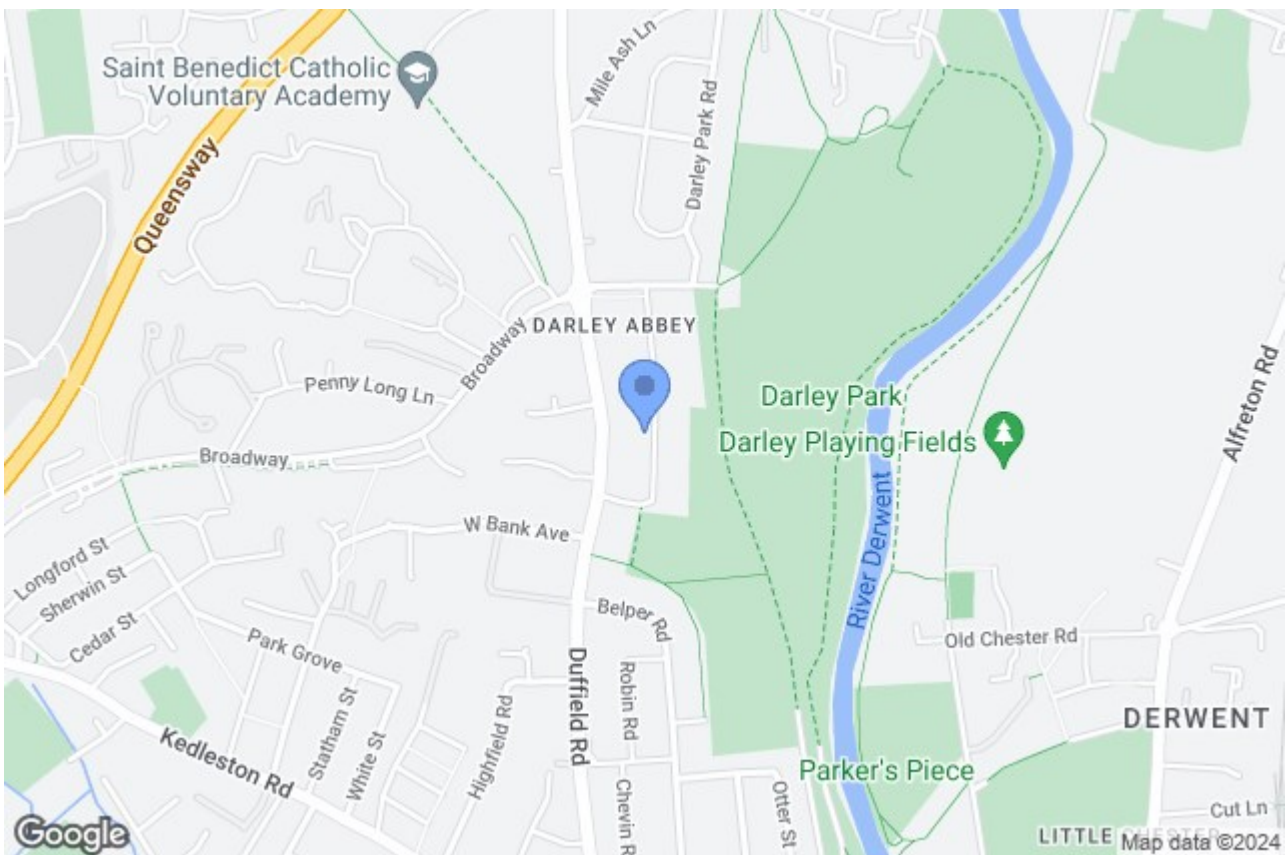 Saint Benedict Catholic
Voluntary Academy
Mile Ash Ln
Darley Park Rd
Queensway
Broadway
DARLEY ABBEY
Penny Long Ln
Darley Park
Darley Playing Fields
Alfreton Rd
Broadway
W Bank Ave
Longford St
Sherwin St
Cedar St
River Derwent
Belper Rd
Old Chester Rd
Park Grove
Duffield Rd
Robin Rd
Statham St
White St
Highfield Rd
DERWENT
Kedleston Rd
Parker's Piece
Chevin R
Otter St
Cut Ln
Google
LITTLE CHESTER
Map data ©2024